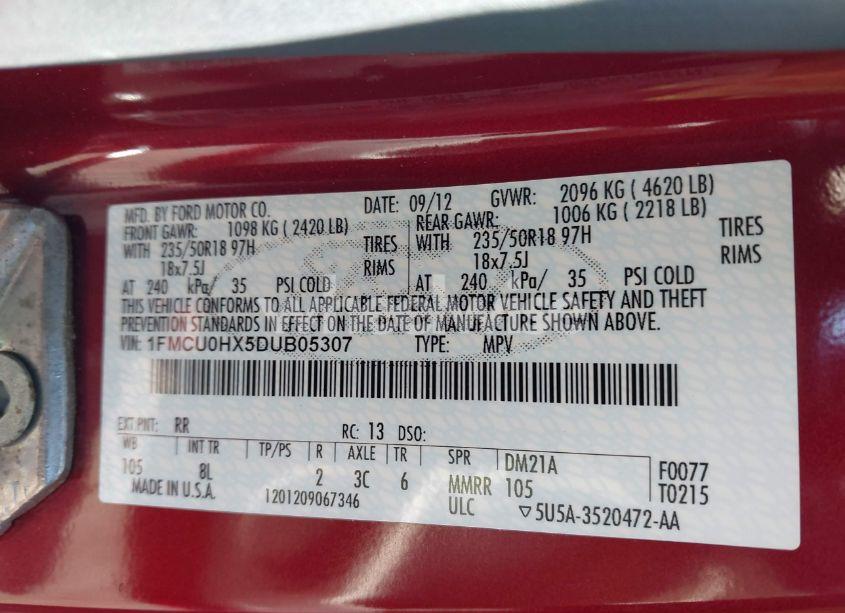 MFD. BY FORD MOTOR CO. DATE: 09/12 GVWR: 2096 KG ( 4620 LB)
FRONT GAWR: 1098 KG ( 2420 LB) REAR GAWR: 1006 KG ( 2218 LB)
WITH 235/50R18 97H TIRES WITH 235/50R18 97H TIRES
18x7.5J RIMS 18x7.5J RIMS
AT 240 kPa/ 35 PSI COLD AT 240 kPa/ 35 PSI COLD
THIS VEHICLE CONFORMS TO ALL APPLICABLE FEDERAL MOTOR VEHICLE SAFETY AND THEFT
PREVENTION STANDARDS IN EFFECT ON THE DATE OF MANUFACTURE SHOWN ABOVE.
VIN: 1FMCU0HX5DUB05307 TYPE: MPV
EXT PNT: RR RC: 13 DSO:
WB INT TR TP/PS R AXLE TR SPR DM21A F0077
105 8L 2 3C 6 MMRR 105 T0215
MADE IN U.S.A. 1201209067346 ULC ▽5U5A-3520472-AA